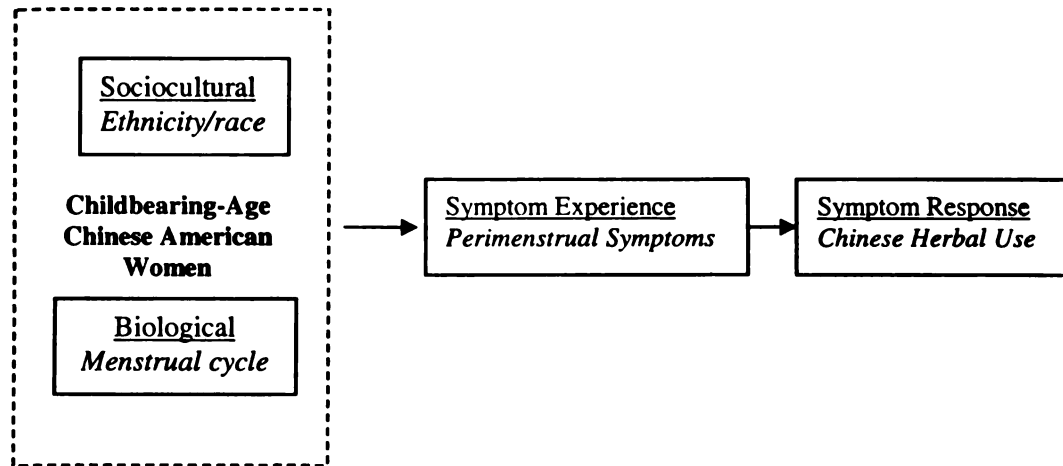 Sociocultural
Ethnicity/race
Childbearing-Age
Chinese American
Women
Biological
Menstrual cycle
Symptom Experience
Perimenstrual Symptoms
Symptom Response
Chinese Herbal Use